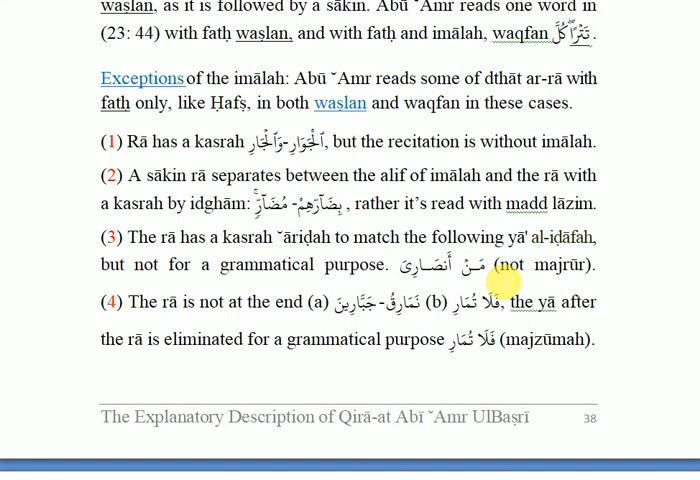 waṣlan, as it is followed by a sākin. Abū ˇAmr reads one word in
(23: 44) with fatḥ waṣlan, and with fatḥ and imālah, waqfan تَتْرَاۖ كُلَّ.
Exceptions of the imālah: Abū ˇAmr reads some of dthāt ar-rā with
fatḥ only, like Ḥafṣ, in both waṣlan and waqfan in these cases.
(1) Rā has a kasrah ٱلْجَوَارِ-وَٱلْجَارِ, but the recitation is without imālah.
(2) A sākin rā separates between the alif of imālah and the rā with
a kasrah by idghām: بِضَآرِّهِمْ- مُضَآرٍّۚ, rather it’s read with madd lāzim.
(3) The rā has a kasrah ˇāriḍah to match the following yā' al-iḍafah,
but not for a grammatical purpose. مَنْ أَنصَارِىَ (not majrūr).
(4) The rā is not at the end (a) نَمَارِقُ- جَبَّارِينَ (b) فَلَا تُمَارِ, the yā after
the rā is eliminated for a grammatical purpose فَلَا تُمَارِ (majzūmah).
The Explanatory Description of Qirā-at Abī ˇAmr UlBaṣrī 38